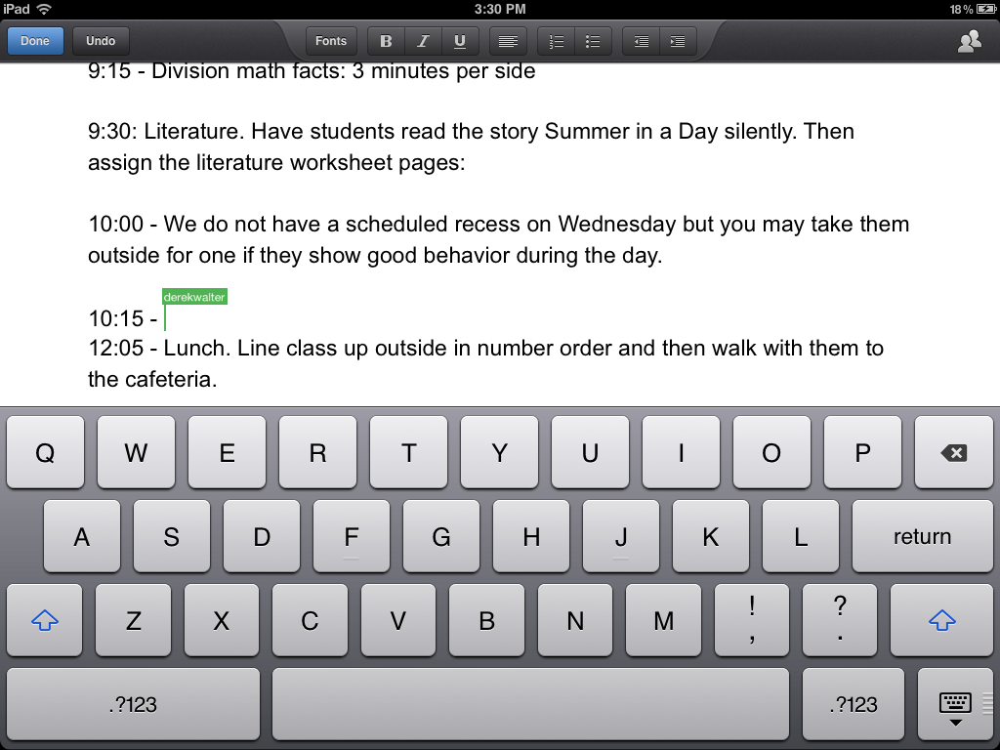 iPad 3:30 PM 18%
Done Undo Fonts B I U
9:15 - Division math facts: 3 minutes per side
9:30: Literature. Have students read the story Summer in a Day silently. Then
assign the literature worksheet pages:
10:00 - We do not have a scheduled recess on Wednesday but you may take them
outside for one if they show good behavior during the day.
derekwalter
10:15 -
12:05 - Lunch. Line class up outside in number order and then walk with them to
the cafeteria.
Q W E R T Y U I O P
A S D F G H J K L return
Z X C V B N M ! , ? .
.?123 .?123